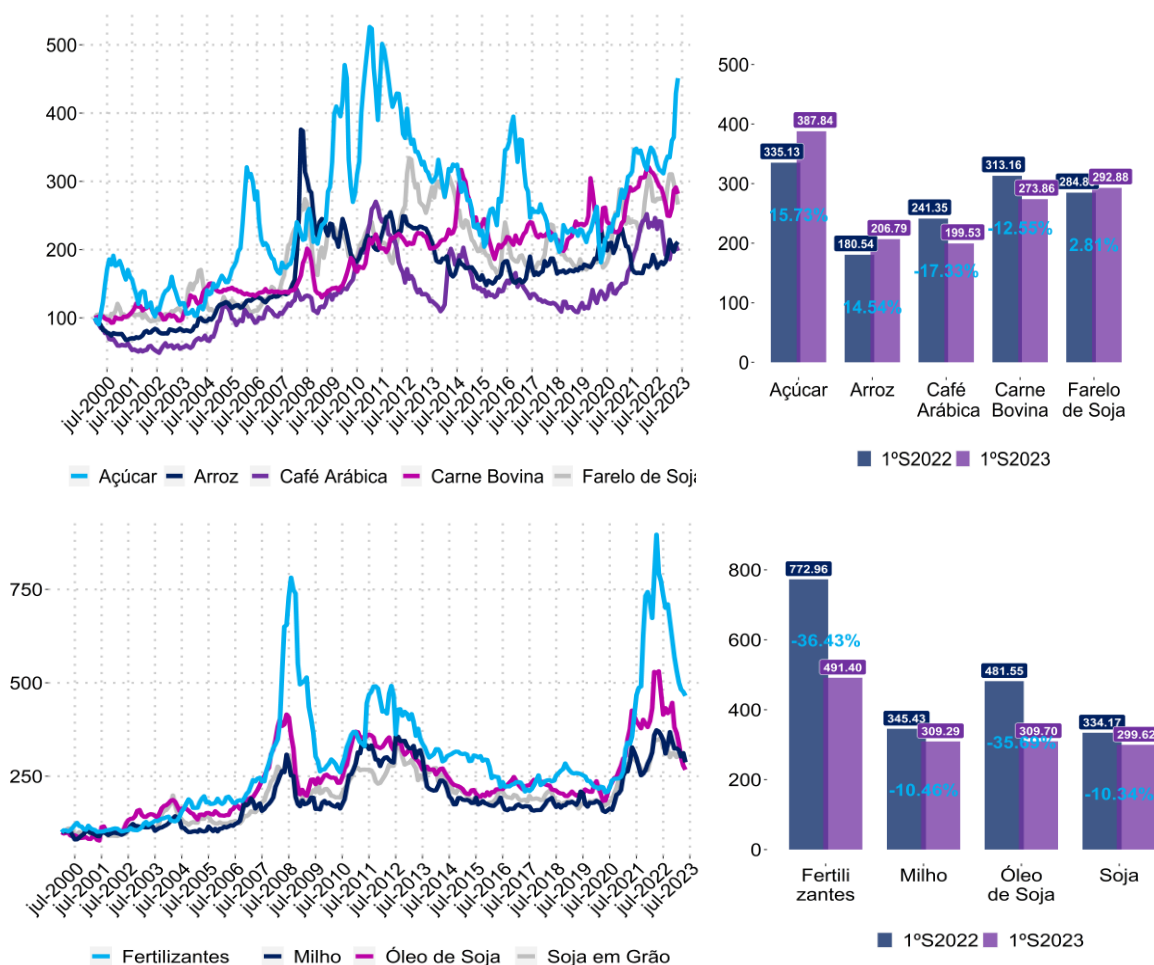 500
400
300
200
100
jul-2000
jul-2001
jul-2002
jul-2003
jul-2004
jul-2005
jul-2006
jul-2007
jul-2008
jul-2009
jul-2010
jul-2011
jul-2012
jul-2013
jul-2014
jul-2015
jul-2016
jul-2017
jul-2018
jul-2019
jul-2020
jul-2021
jul-2022
jul-2023
Açúcar Arroz Café Arábica Carne Bovina Farelo de Soja
500
400
300
200
100
0
335.13 387.84 15.73%
180.54 206.79 14.54%
241.35 199.53 -17.33%
313.16 273.86 -12.55%
284.8 292.88 2.81%
Açúcar Arroz Café Arábica Carne Bovina Farelo de Soja
1ºS2022 1ºS2023
750
500
250
jul-2000
jul-2001
jul-2002
jul-2003
jul-2004
jul-2005
jul-2006
jul-2007
jul-2008
jul-2009
jul-2010
jul-2011
jul-2012
jul-2013
jul-2014
jul-2015
jul-2016
jul-2017
jul-2018
jul-2019
jul-2020
jul-2021
jul-2022
jul-2023
Fertilizantes Milho Óleo de Soja Soja em Grão
800
600
400
200
0
772.96 491.40 -36.43%
345.43 309.29 -10.46%
481.55 309.70
334.17 299.62 -10.34%
Fertili zantes Milho Óleo de Soja Soja
1ºS2022 1ºS2023